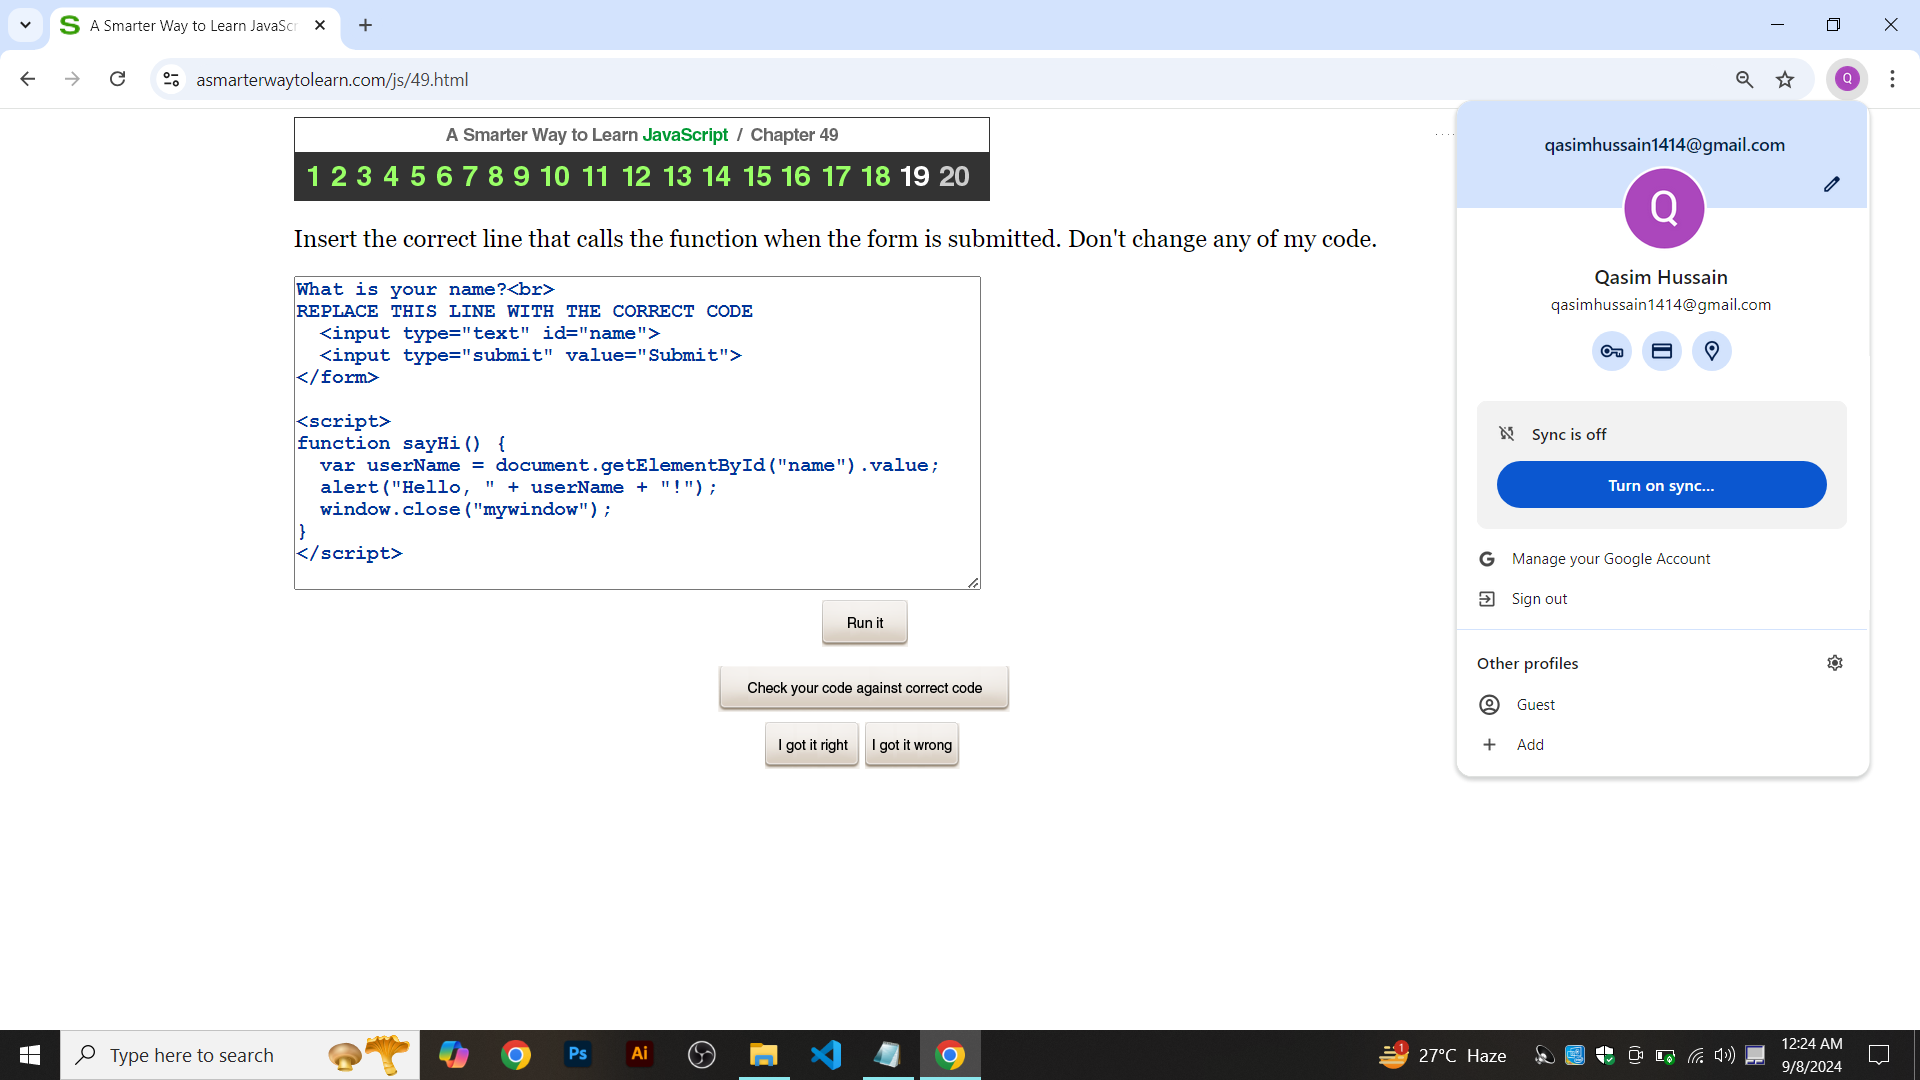 A Smarter Way to Learn JavaScr
asmarterwaytolearn.com/js/49.html
Q
A Smarter Way to Learn JavaScript / Chapter 49
1 2 3 4 5 6 7 8 9 10 11 12 13 14 15 16 17 18 19 20
Insert the correct line that calls the function when the form is submitted. Don't change any of my code.
What is your name?<br>
REPLACE THIS LINE WITH THE CORRECT CODE
<input type="text" id="name">
<input type="submit" value="Submit">
</form>
<script>
function sayHi() {
var userName = document.getElementById("name").value;
alert("Hello, " + userName + "!");
window.close("mywindow");
}
</script>
Run it
Check your code against correct code
I got it right I got it wrong
qasimhussain1414@gmail.com
Q
Qasim Hussain
qasimhussain1414@gmail.com
Sync is off
Turn on sync...
Manage your Google Account
Sign out
Other profiles
Guest
Add
Type here to search
Ps
Ai
1
27°C Haze
12:24 AM
9/8/2024